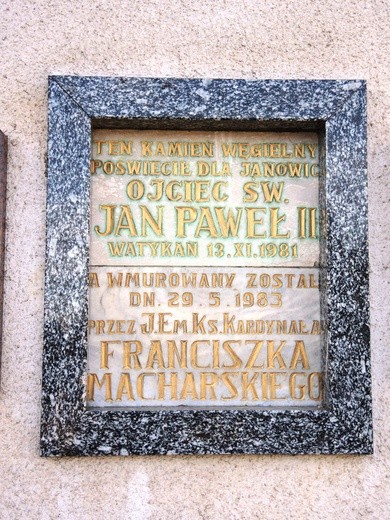 TEN KAMIEŃ WĘGIELNY
POŚWIĘCIŁ DLA JANOWIC
OJCIEC ŚW.
JAN PAWEŁ II
WATYKAN 13.XI.1981
A WMUROWANY ZOSTAŁ
DN. 29.5.1983
PRZEZ J.EM.KS.KARDYNAŁA
FRANCISZKA
MACHARSKIEGO